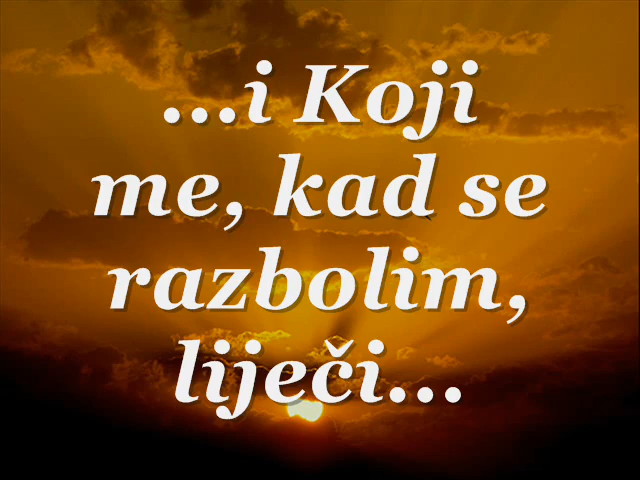 ...i Koji
me, kad se
razbolim,
liječi...